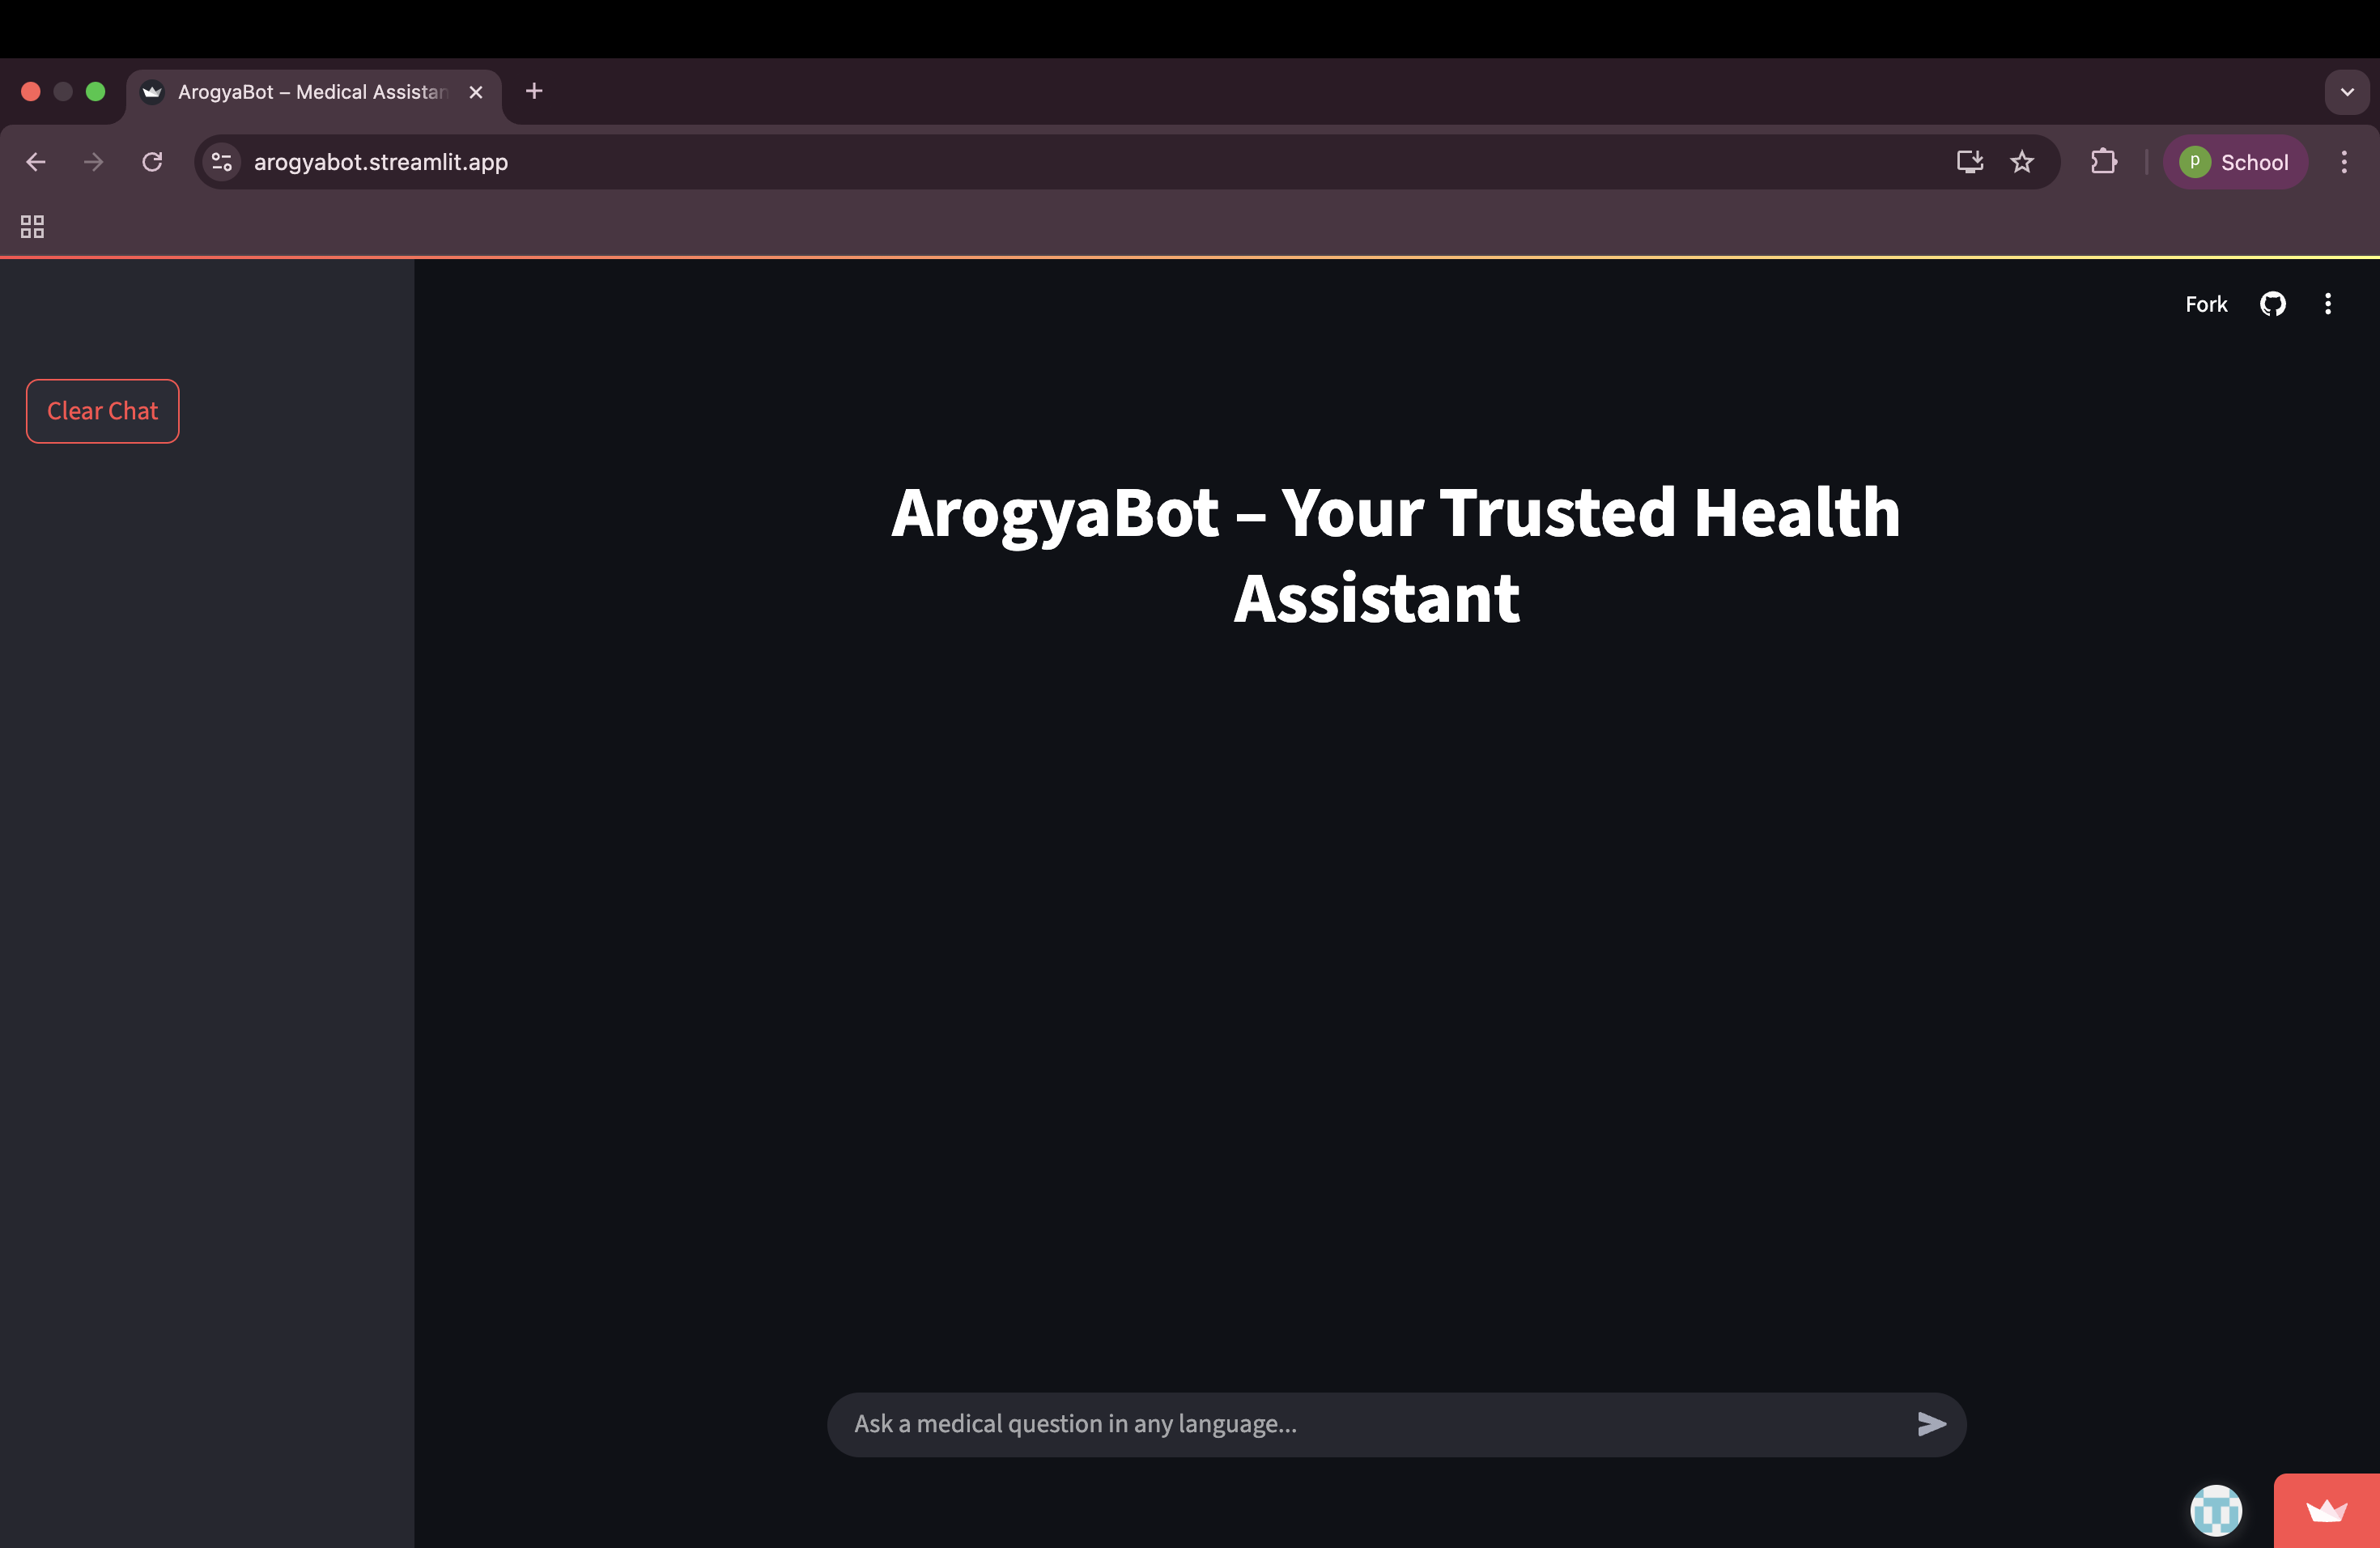 ArogyaBot – Medical Assistan
arogyabot.streamlit.app
p School
Fork
Clear Chat
ArogyaBot – Your Trusted Health
Assistant
Ask a medical question in any language...